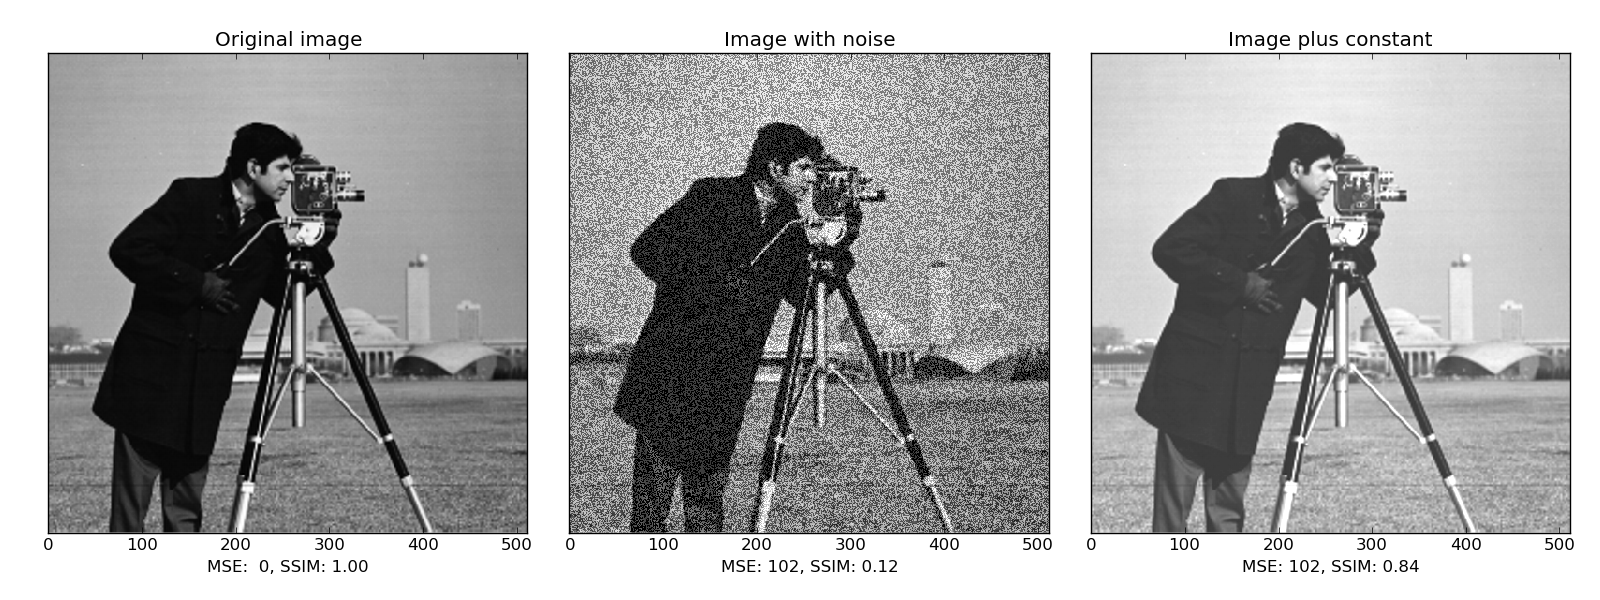 Original image
Image with noise
Image plus constant
0 100 200 300 400 500
0 100 200 300 400 500
0 100 200 300 400 500
MSE:  0, SSIM: 1.00
MSE: 102, SSIM: 0.12
MSE: 102, SSIM: 0.84